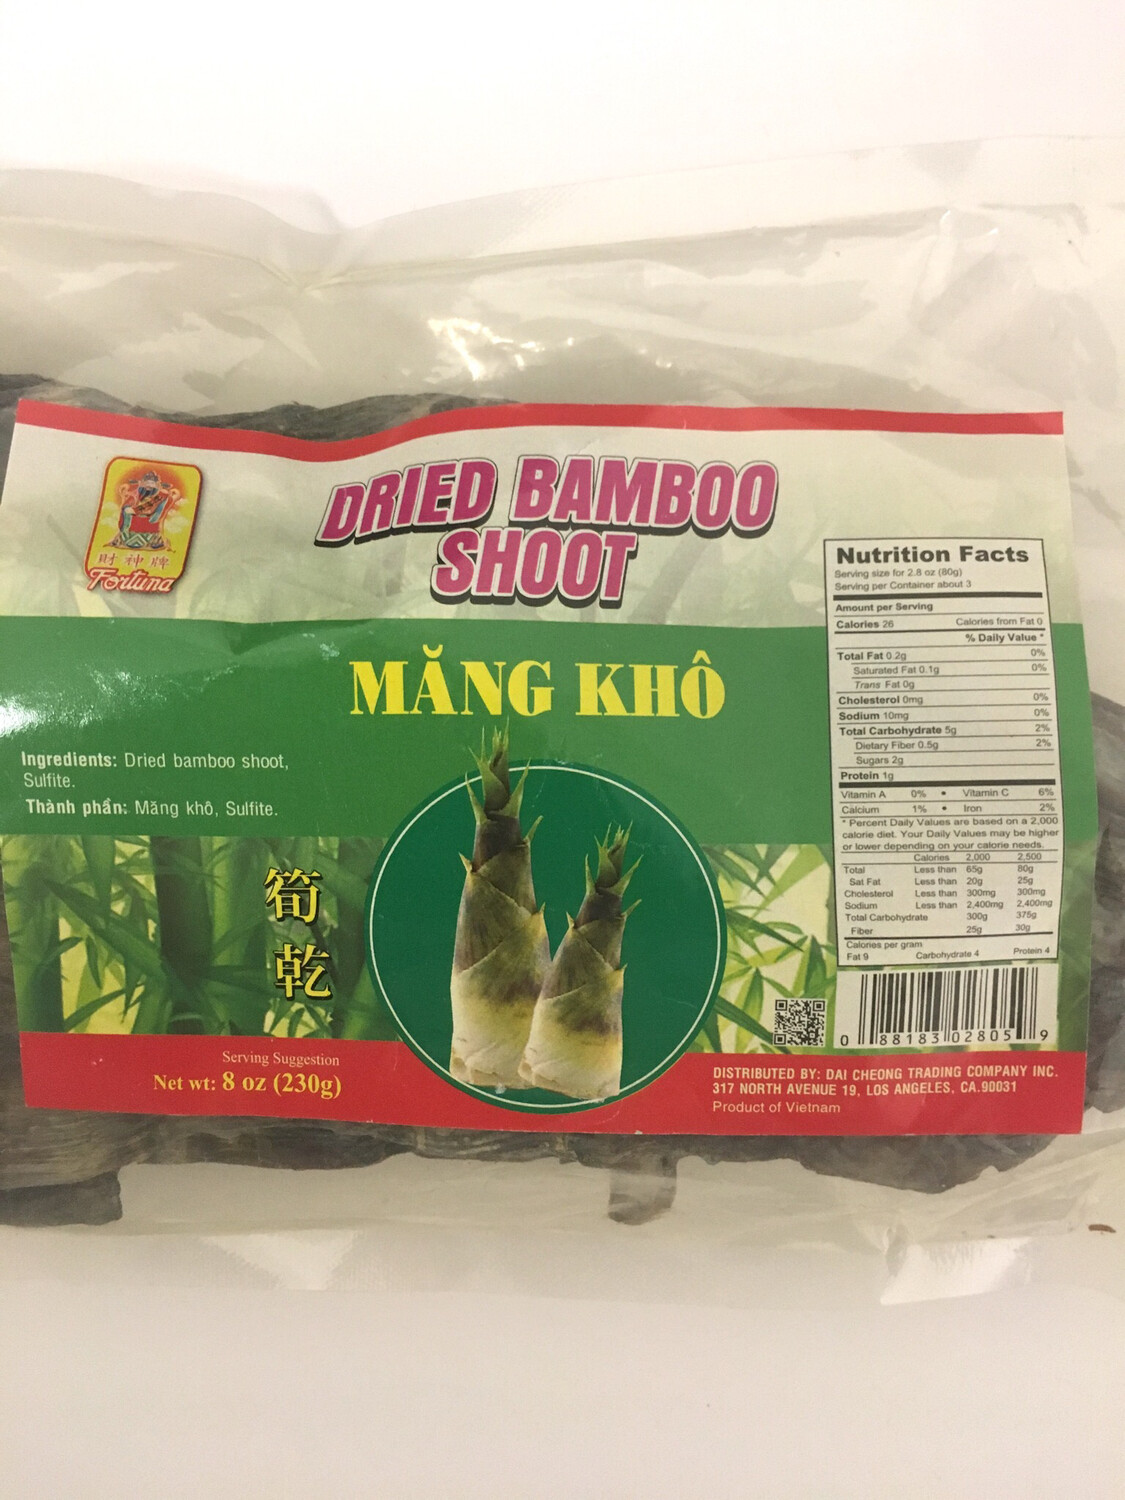 財神牌
Fortuna
DRIED BAMBOO
SHOOT
MĂNG KHÔ
Ingredients: Dried bamboo shoot,
Sulfite.
Thành phần: Măng khô, Sulfite.
筍
乾
Serving Suggestion
Net wt: 8 oz (230g)
Nutrition Facts
Serving size for 2.8 oz (80g)
Serving per Container about 3
Amount per Serving
Calories 26 Calories from Fat 0
% Daily Value *
Total Fat 0.2g 0%
Saturated Fat 0.1g 0%
Trans Fat 0g
Cholesterol 0mg 0%
Sodium 10mg 0%
Total Carbohydrate 5g 2%
Dietary Fiber 0.5g 2%
Sugars 2g
Protein 1g
Vitamin A 0% • Vitamin C 6%
Calcium 1% • Iron 2%
* Percent Daily Values are based on a 2,000
calorie diet. Your Daily Values may be higher
or lower depending on your calorie needs.
Calories 2,000 2,500
Total Less than 65g 80g
Sat Fat Less than 20g 25g
Cholesterol Less than 300mg 300mg
Sodium Less than 2,400mg 2,400mg
Total Carbohydrate 300g 375g
Fiber 25g 30g
Calories per gram
Fat 9 Carbohydrate 4 Protein 4
0 88183 02805 9
DISTRIBUTED BY: DAI CHEONG TRADING COMPANY INC.
317 NORTH AVENUE 19, LOS ANGELES, CA.90031
Product of Vietnam